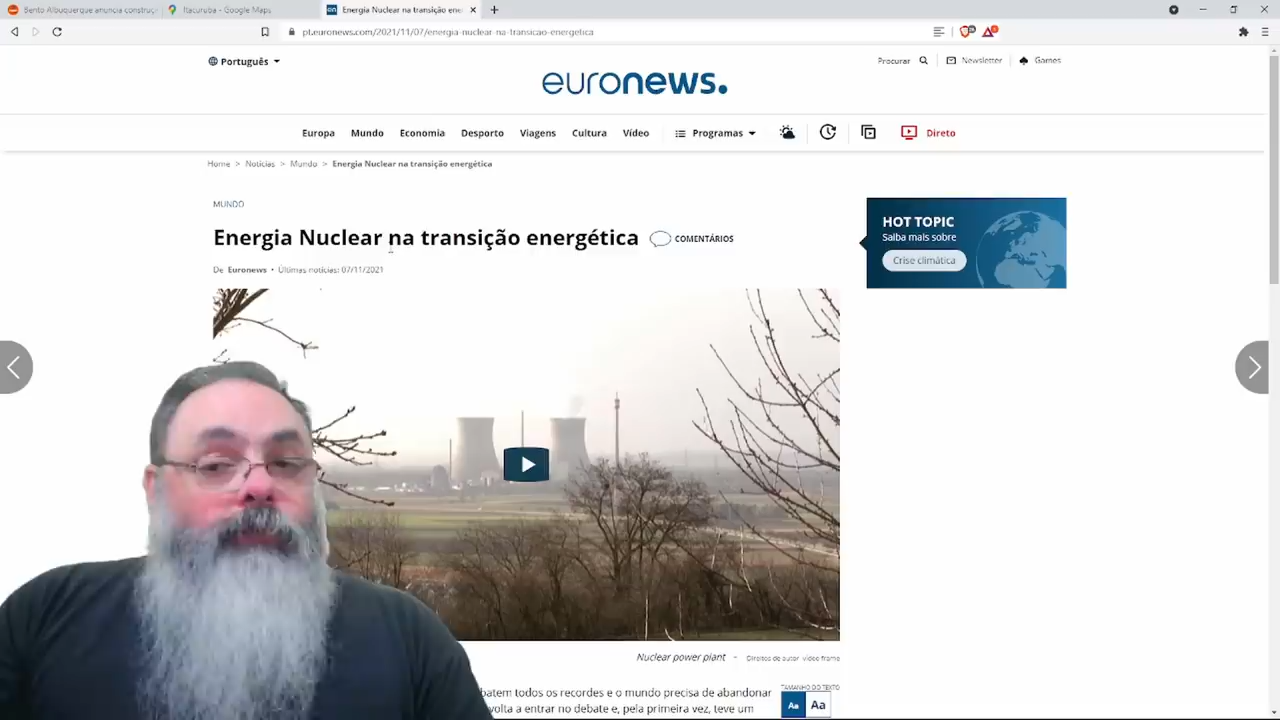 Bento Albuquerque anuncia construç
Itacuruba - Google Maps
Energia Nuclear na transição ene
pt.euronews.com/2021/11/07/energia-nuclear-na-transicao-energetica
Português
euronews.
Procurar
Newsletter
Games
Europa
Mundo
Economia
Desporto
Viagens
Cultura
Vídeo
Programas
Direto
Home > Notícias > Mundo > Energia Nuclear na transição energética
MUNDO
Energia Nuclear na transição energética
COMENTÁRIOS
De Euronews • Últimas notícias: 07/11/2021
HOT TOPIC
Saiba mais sobre
Crise climática
Nuclear power plant - Direitos de autor video frame
batem todos os recordes e o mundo precisa de abandonar
volta a entrar no debate e, pela primeira vez, teve um
TAMANHO DO TEXTO
Aa Aa